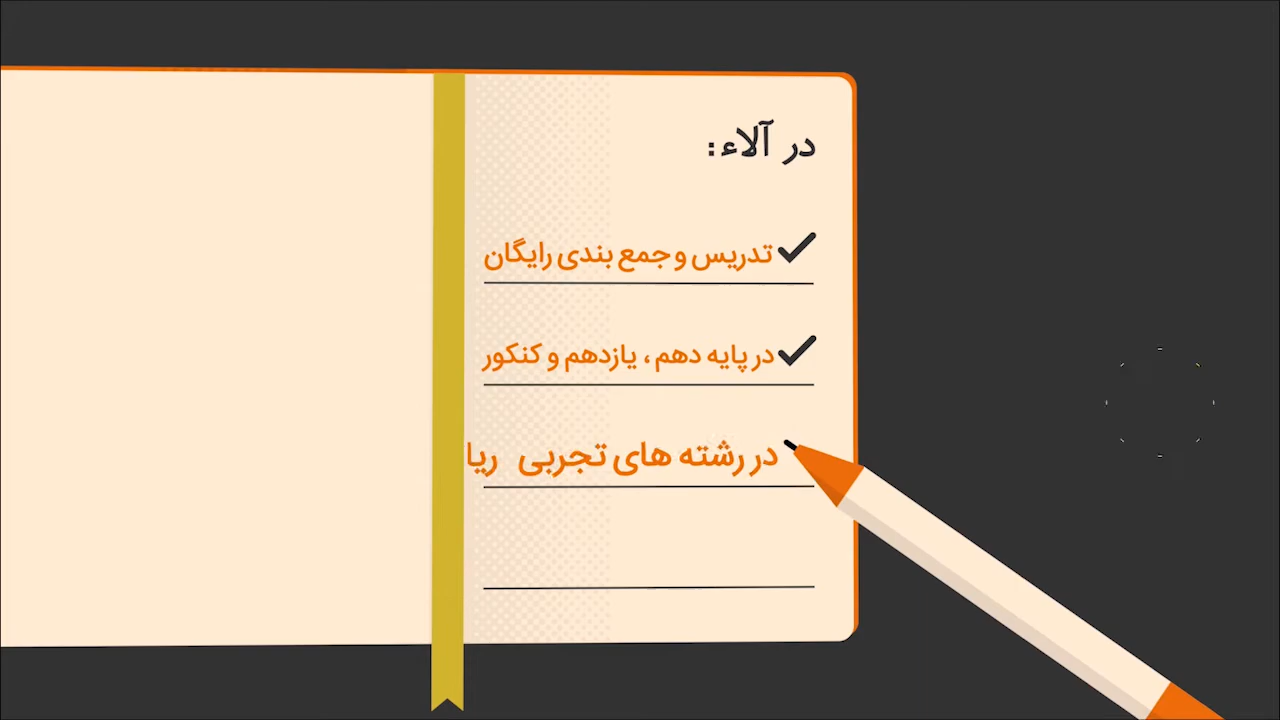 در آلاء:
تدریس و جمع بندی رایگان
در پایه دهم ، یازدهم و کنکور
در رشته های تجربی ریا